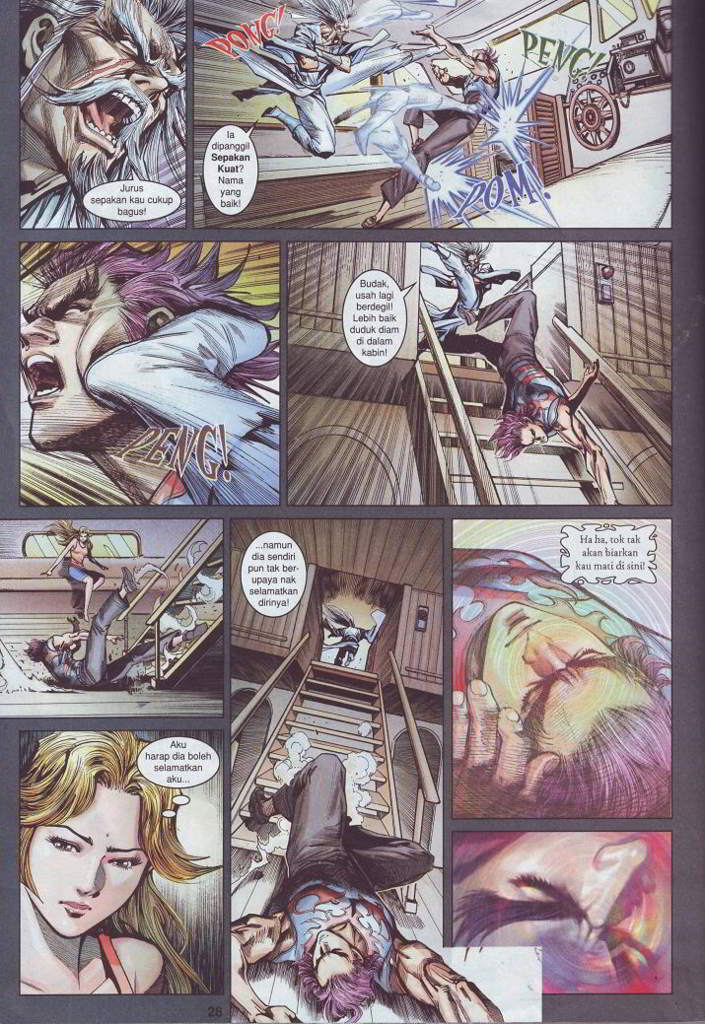 Jurus
sepakan kau cukup
bagus!
PONG!
Ia
dipanggil
Sepakan
Kuat?
Nama
yang
baik!
PENG!
POM!
PENG!
Budak,
usah lagi
berdegil!
Lebih baik
duduk diam
di dalam
kabin!
Aku
harap dia boleh
selamatkan
aku...
...namun
dia sendiri
pun tak ber-
upaya nak
selamatkan
dirinya!
Ha ha, tok tak
akan biarkan
kau mati di sini!
28